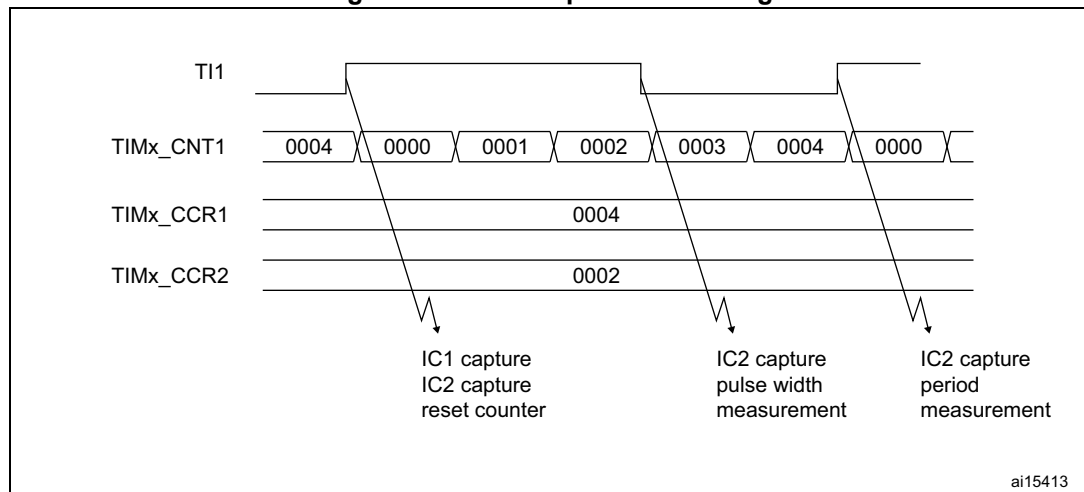 TI1
TIMx_CNT1 0004 0000 0001 0002 0003 0004 0000
TIMx_CCR1 0004
TIMx_CCR2 0002
IC1 capture
IC2 capture
reset counter
IC2 capture
pulse width
measurement
IC2 capture
period
measurement
ai15413